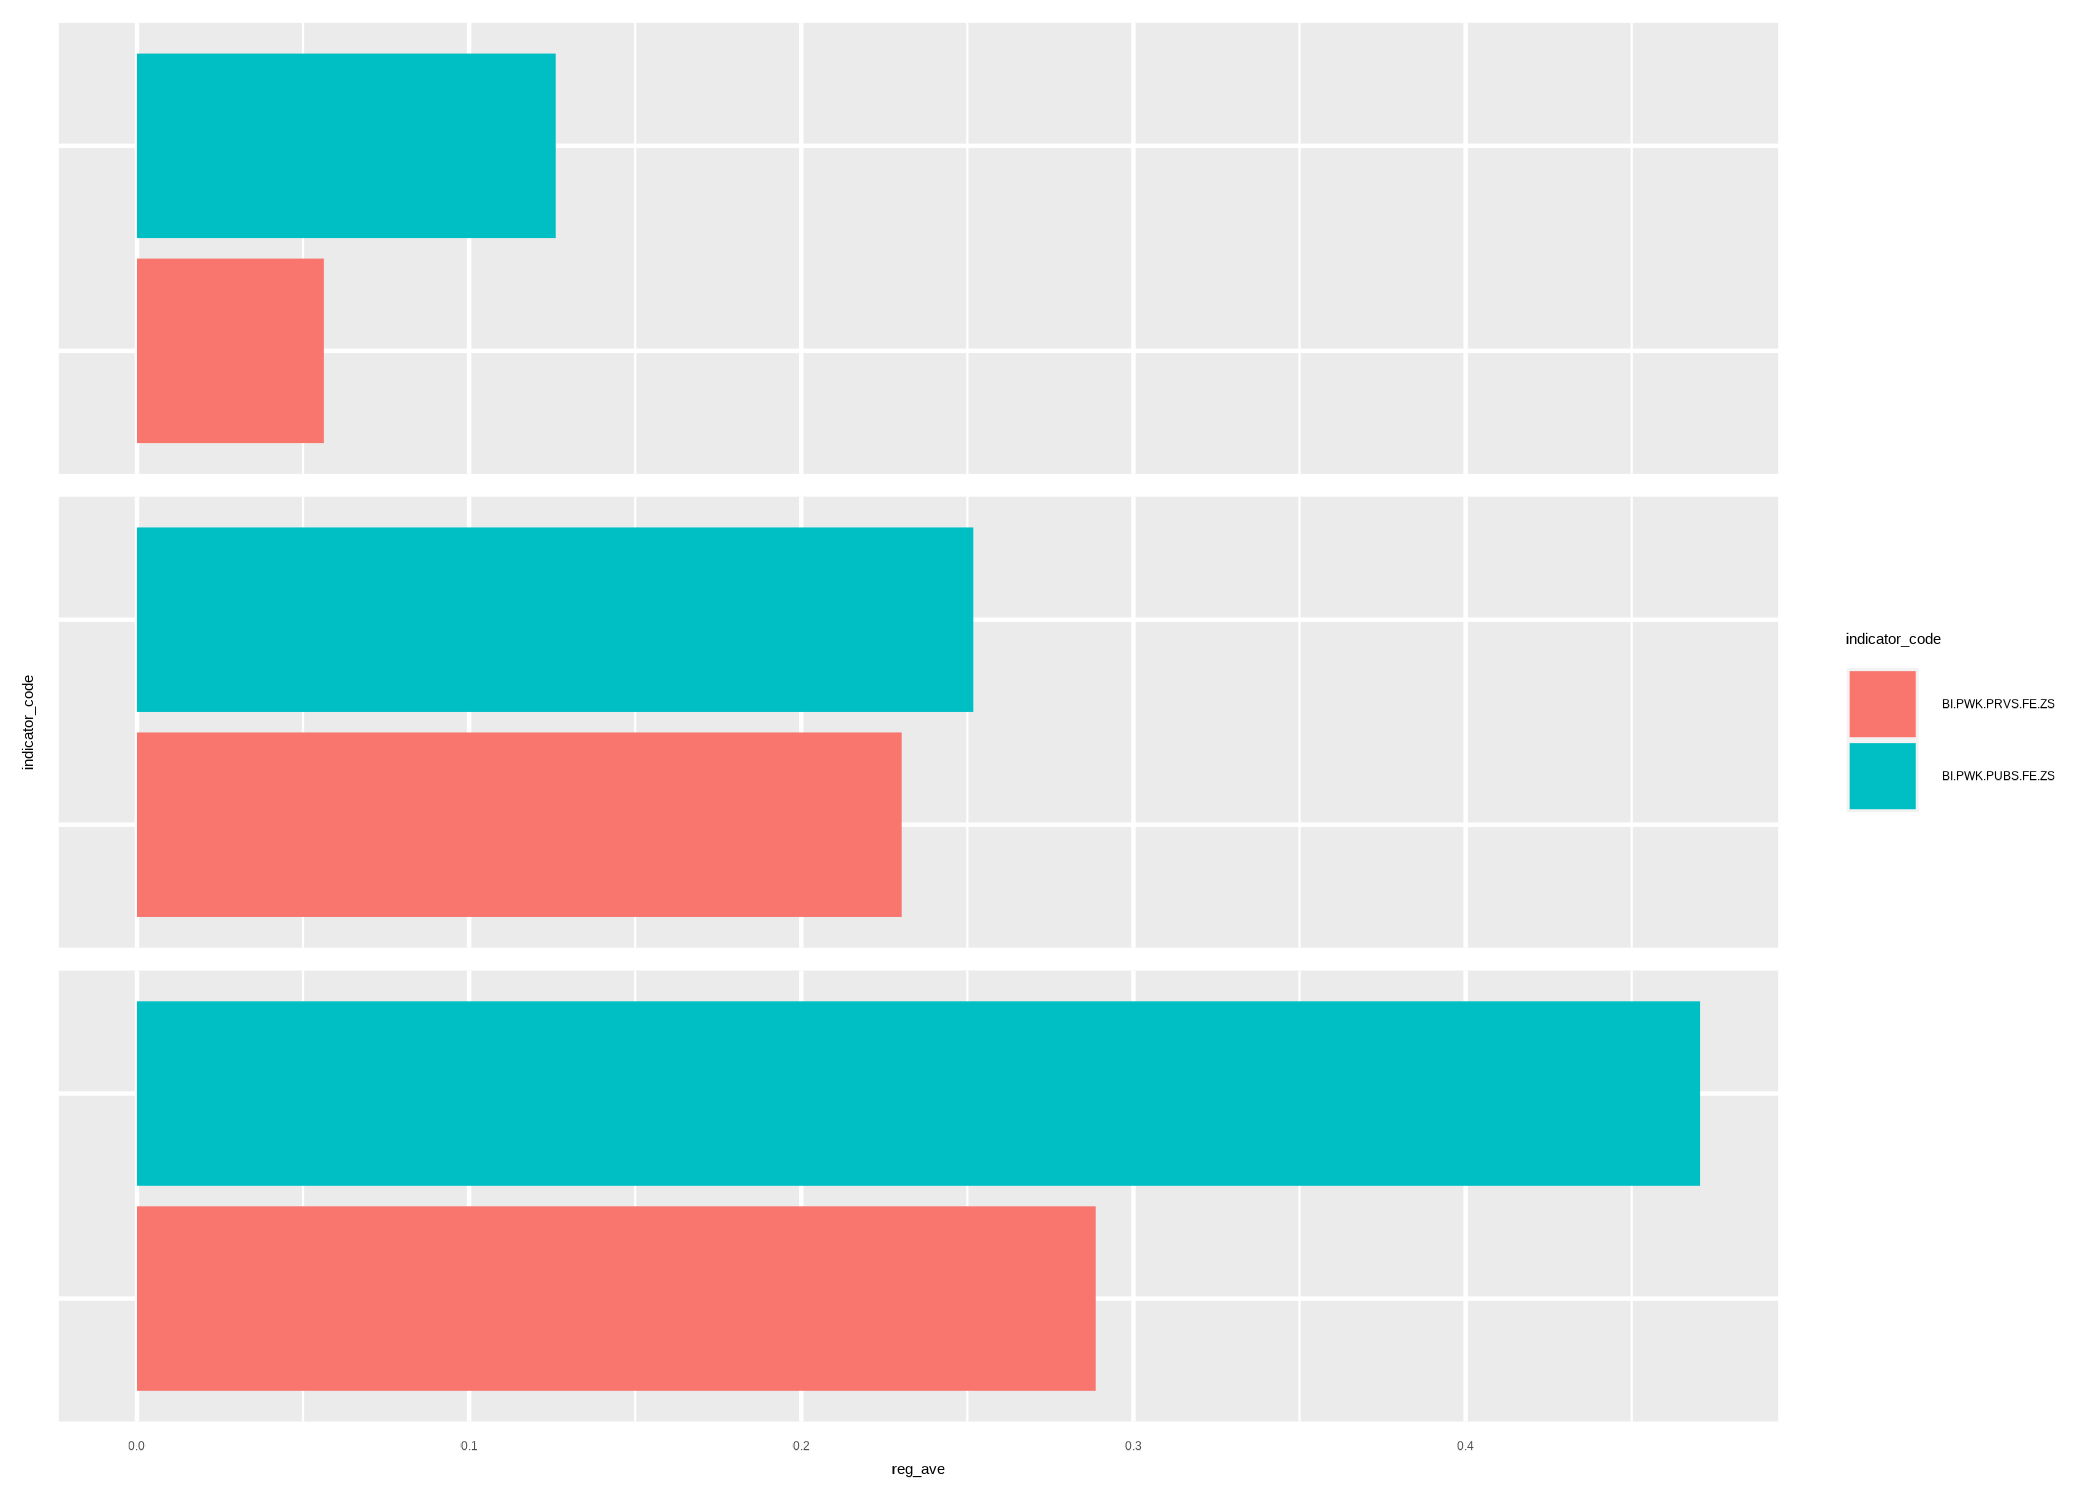 indicator_code
indicator_code
BI.PWK.PRVS.FE.ZS
BI.PWK.PUBS.FE.ZS
0.0 0.1 0.2 0.3 0.4
reg_ave